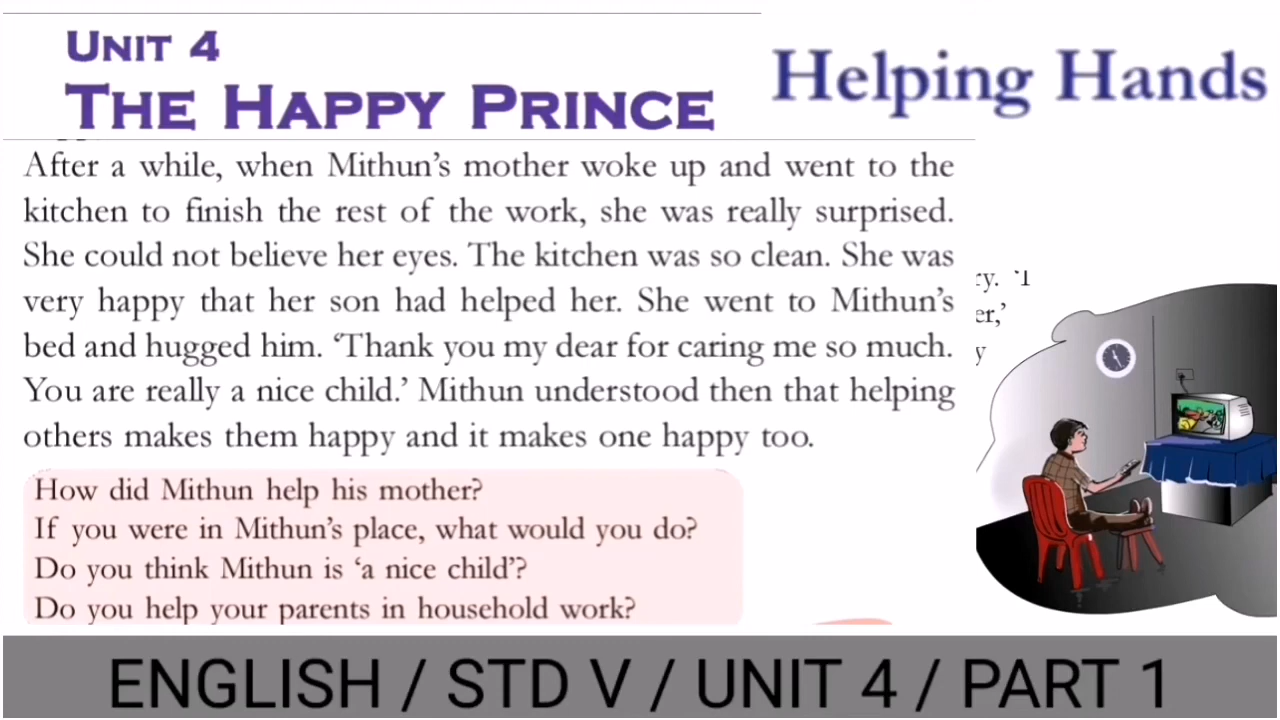 UNIT 4
THE HAPPY PRINCE
Helping Hands
After a while, when Mithun's mother woke up and went to the
kitchen to finish the rest of the work, she was really surprised.
She could not believe her eyes. The kitchen was so clean. She was
very happy that her son had helped her. She went to Mithun's
bed and hugged him. 'Thank you my dear for caring me so much.
You are really a nice child.' Mithun understood then that helping
others makes them happy and it makes one happy too.
How did Mithun help his mother?
If you were in Mithun's place, what would you do?
Do you think Mithun is 'a nice child'?
Do you help your parents in household work?
ENGLISH / STD V / UNIT 4 / PART 1